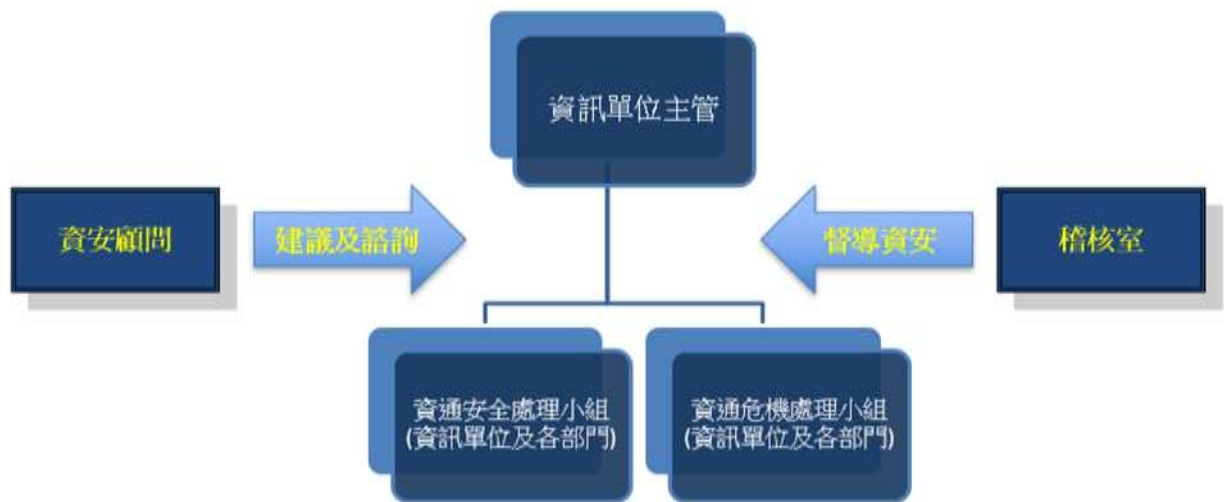 資訊單位主管
資安顧問
建議及諮詢
督導資安
稽核室
資通安全處理小組
(資訊單位及各部門)
資通危機處理小組
(資訊單位及各部門)